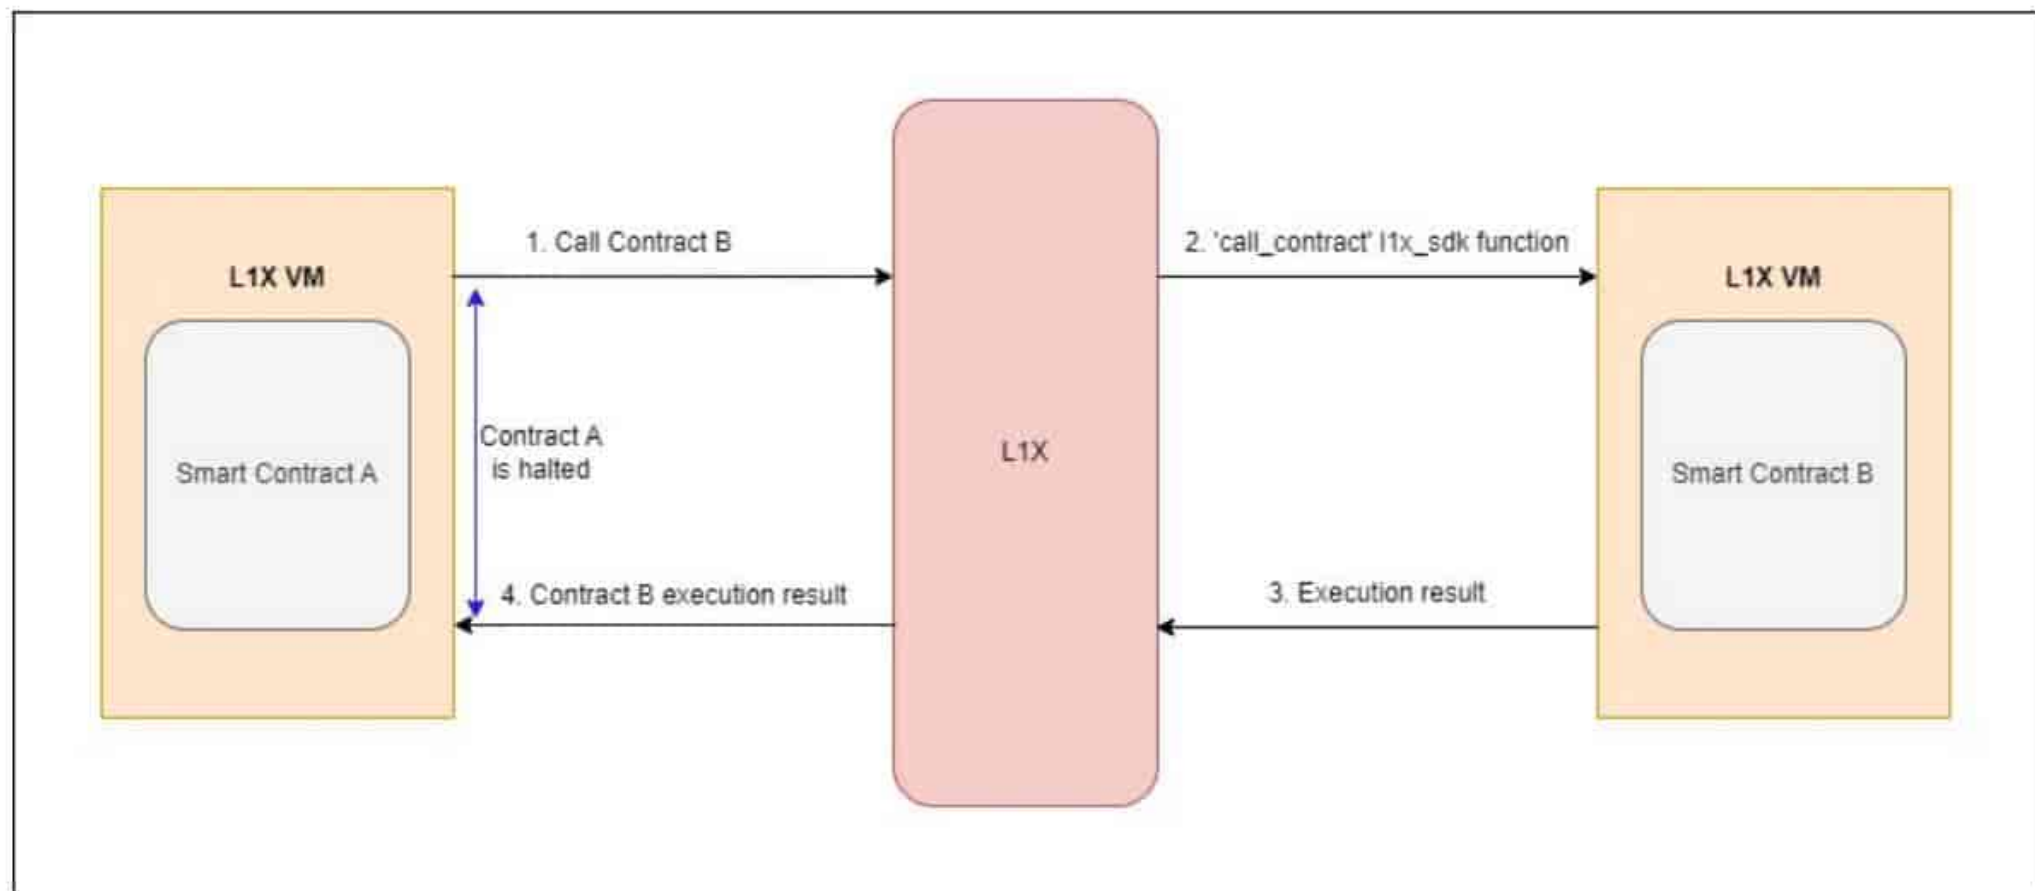 1. Call Contract B
2. 'call_contract' l1x_sdk function
L1X VM
L1X VM
Contract A
is halted
L1X
Smart Contract A
Smart Contract B
4. Contract B execution result
3. Execution result